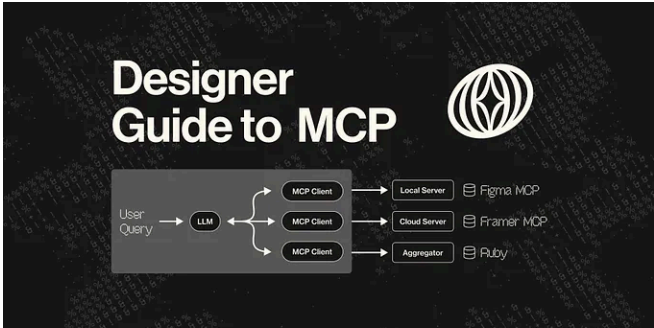 Designer
Guide to MCP
User
Query
LLM
MCP Client
Local Server
Figma MCP
MCP Client
Cloud Server
Framer MCP
MCP Client
Aggregator
Ruby